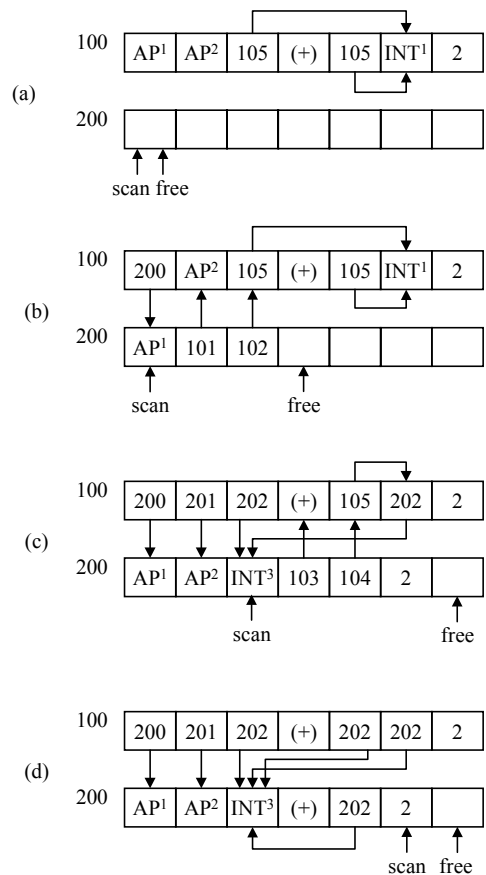 100
AP¹ AP² 105 (+) 105 INT¹ 2
(a)
200
scan free
100
200 AP² 105 (+) 105 INT¹ 2
(b)
200
AP¹ 101 102
scan free
100
200 201 202 (+) 105 202 2
(c)
200
AP¹ AP² INT³ 103 104 2
scan free
100
200 201 202 (+) 202 202 2
(d)
200
AP¹ AP² INT³ (+) 202 2
scan free